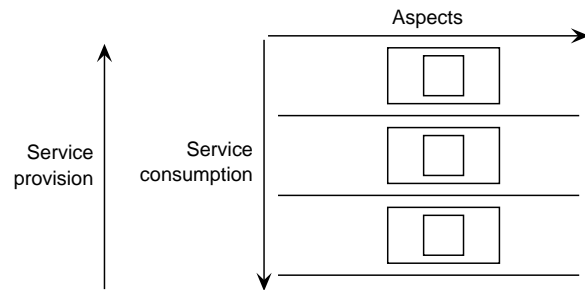 Aspects
Service
provision
Service
consumption